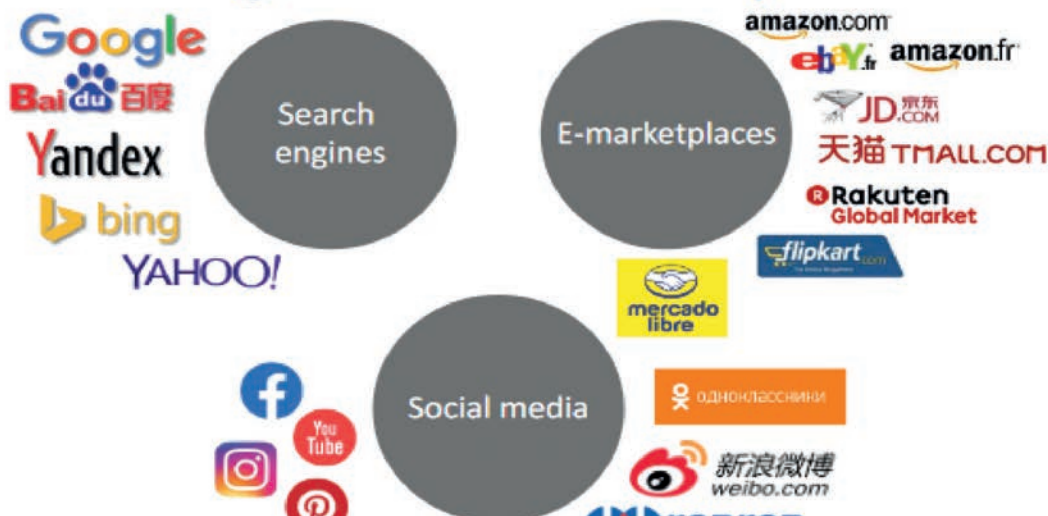 Google
Bai du 百度
Yandex
bing
YAHOO!
Search
engines
E-marketplaces
amazon.com
ebay.fr
amazon.fr
JD.COM 京东
天猫 TMALL.COM
Rakuten
Global Market
flipkart.com
mercado
libre
Social media
You
Tube
одноклассники
新浪微博
weibo.com